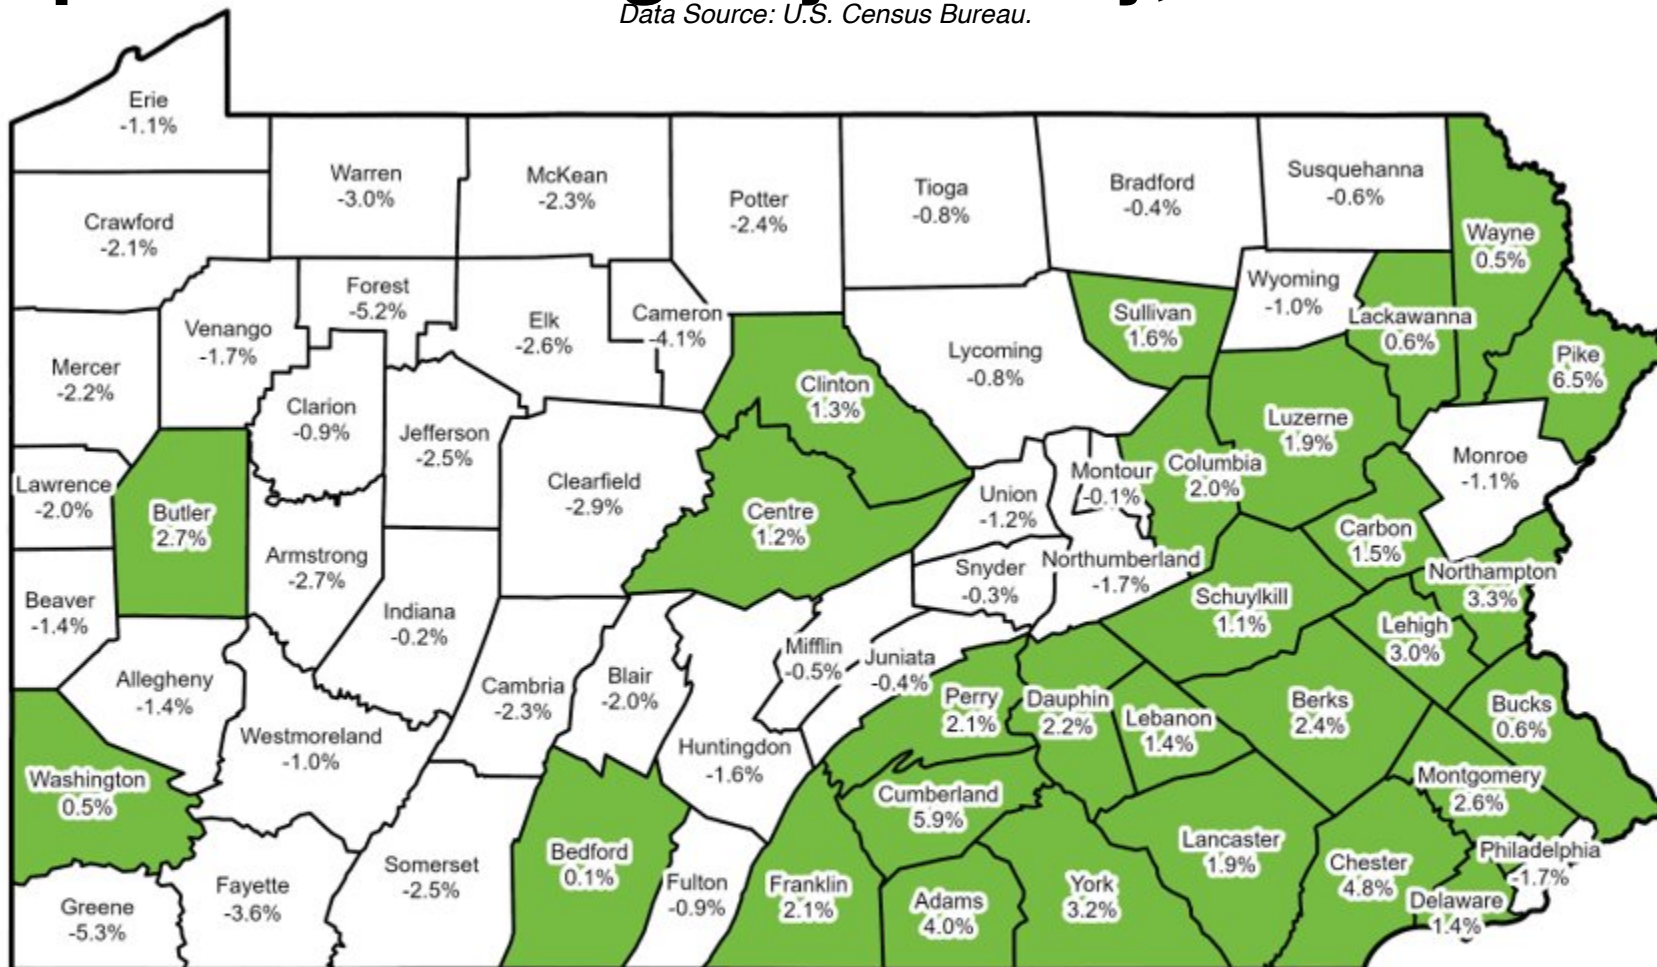 Data Source: U.S. Census Bureau.
Erie
-1.1%
Warren
-3.0%
McKean
-2.3%
Potter
-2.4%
Tioga
-0.8%
Bradford
-0.4%
Susquehanna
-0.6%
Wayne
0.5%
Crawford
-2.1%
Forest
-5.2%
Venango
-1.7%
Elk
-2.6%
Cameron
-4.1%
Sullivan
1.6%
Wyoming
-1.0%
Lackawanna
0.6%
Pike
6.5%
Mercer
-2.2%
Clarion
-0.9%
Jefferson
-2.5%
Clinton
1.3%
Lycoming
-0.8%
Luzerne
1.9%
Monroe
-1.1%
Lawrence
-2.0%
Butler
2.7%
Clearfield
-2.9%
Centre
1.2%
Union
-1.2%
Montour
-0.1%
Columbia
2.0%
Carbon
1.5%
Armstrong
-2.7%
Snyder
-0.3%
Northumberland
-1.7%
Northampton
3.3%
Beaver
-1.4%
Indiana
-0.2%
Schuylkill
1.1%
Lehigh
3.0%
Allegheny
-1.4%
Cambria
-2.3%
Blair
-2.0%
Mifflin
-0.5%
Juniata
-0.4%
Perry
2.1%
Dauphin
2.2%
Lebanon
1.4%
Berks
2.4%
Bucks
0.6%
Westmoreland
-1.0%
Huntingdon
-1.6%
Washington
0.5%
Cumberland
5.9%
Montgomery
2.6%
Lancaster
1.9%
Chester
4.8%
Philadelphia
-1.7%
Somerset
-2.5%
Bedford
0.1%
Fulton
-0.9%
Franklin
2.1%
Adams
4.0%
York
3.2%
Delaware
1.4%
Fayette
-3.6%
Greene
-5.3%